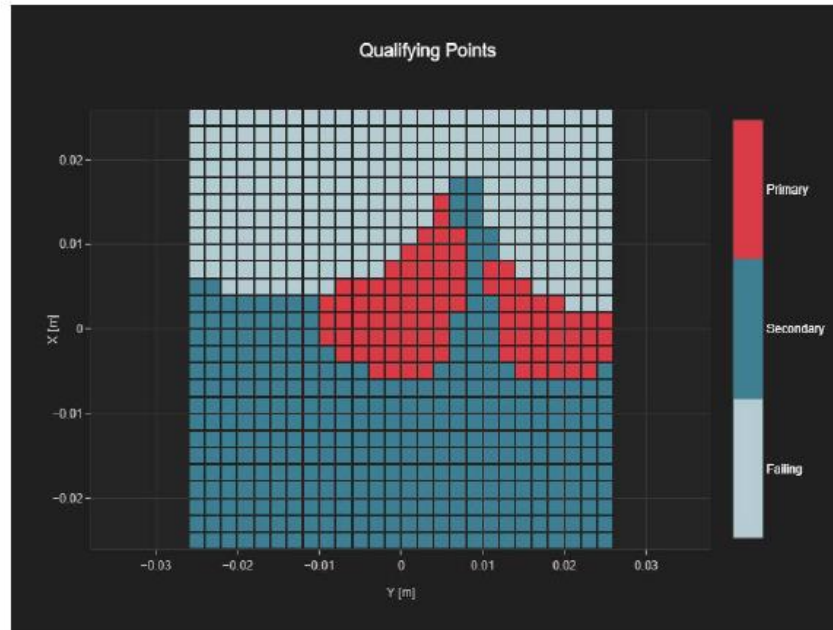 Qualifying Points
0.02
0.01
0
−0.01
−0.02
X [m]
−0.03
−0.02
−0.01
0
0.01
0.02
0.03
Y [m]
Primary
Secondary
Failing